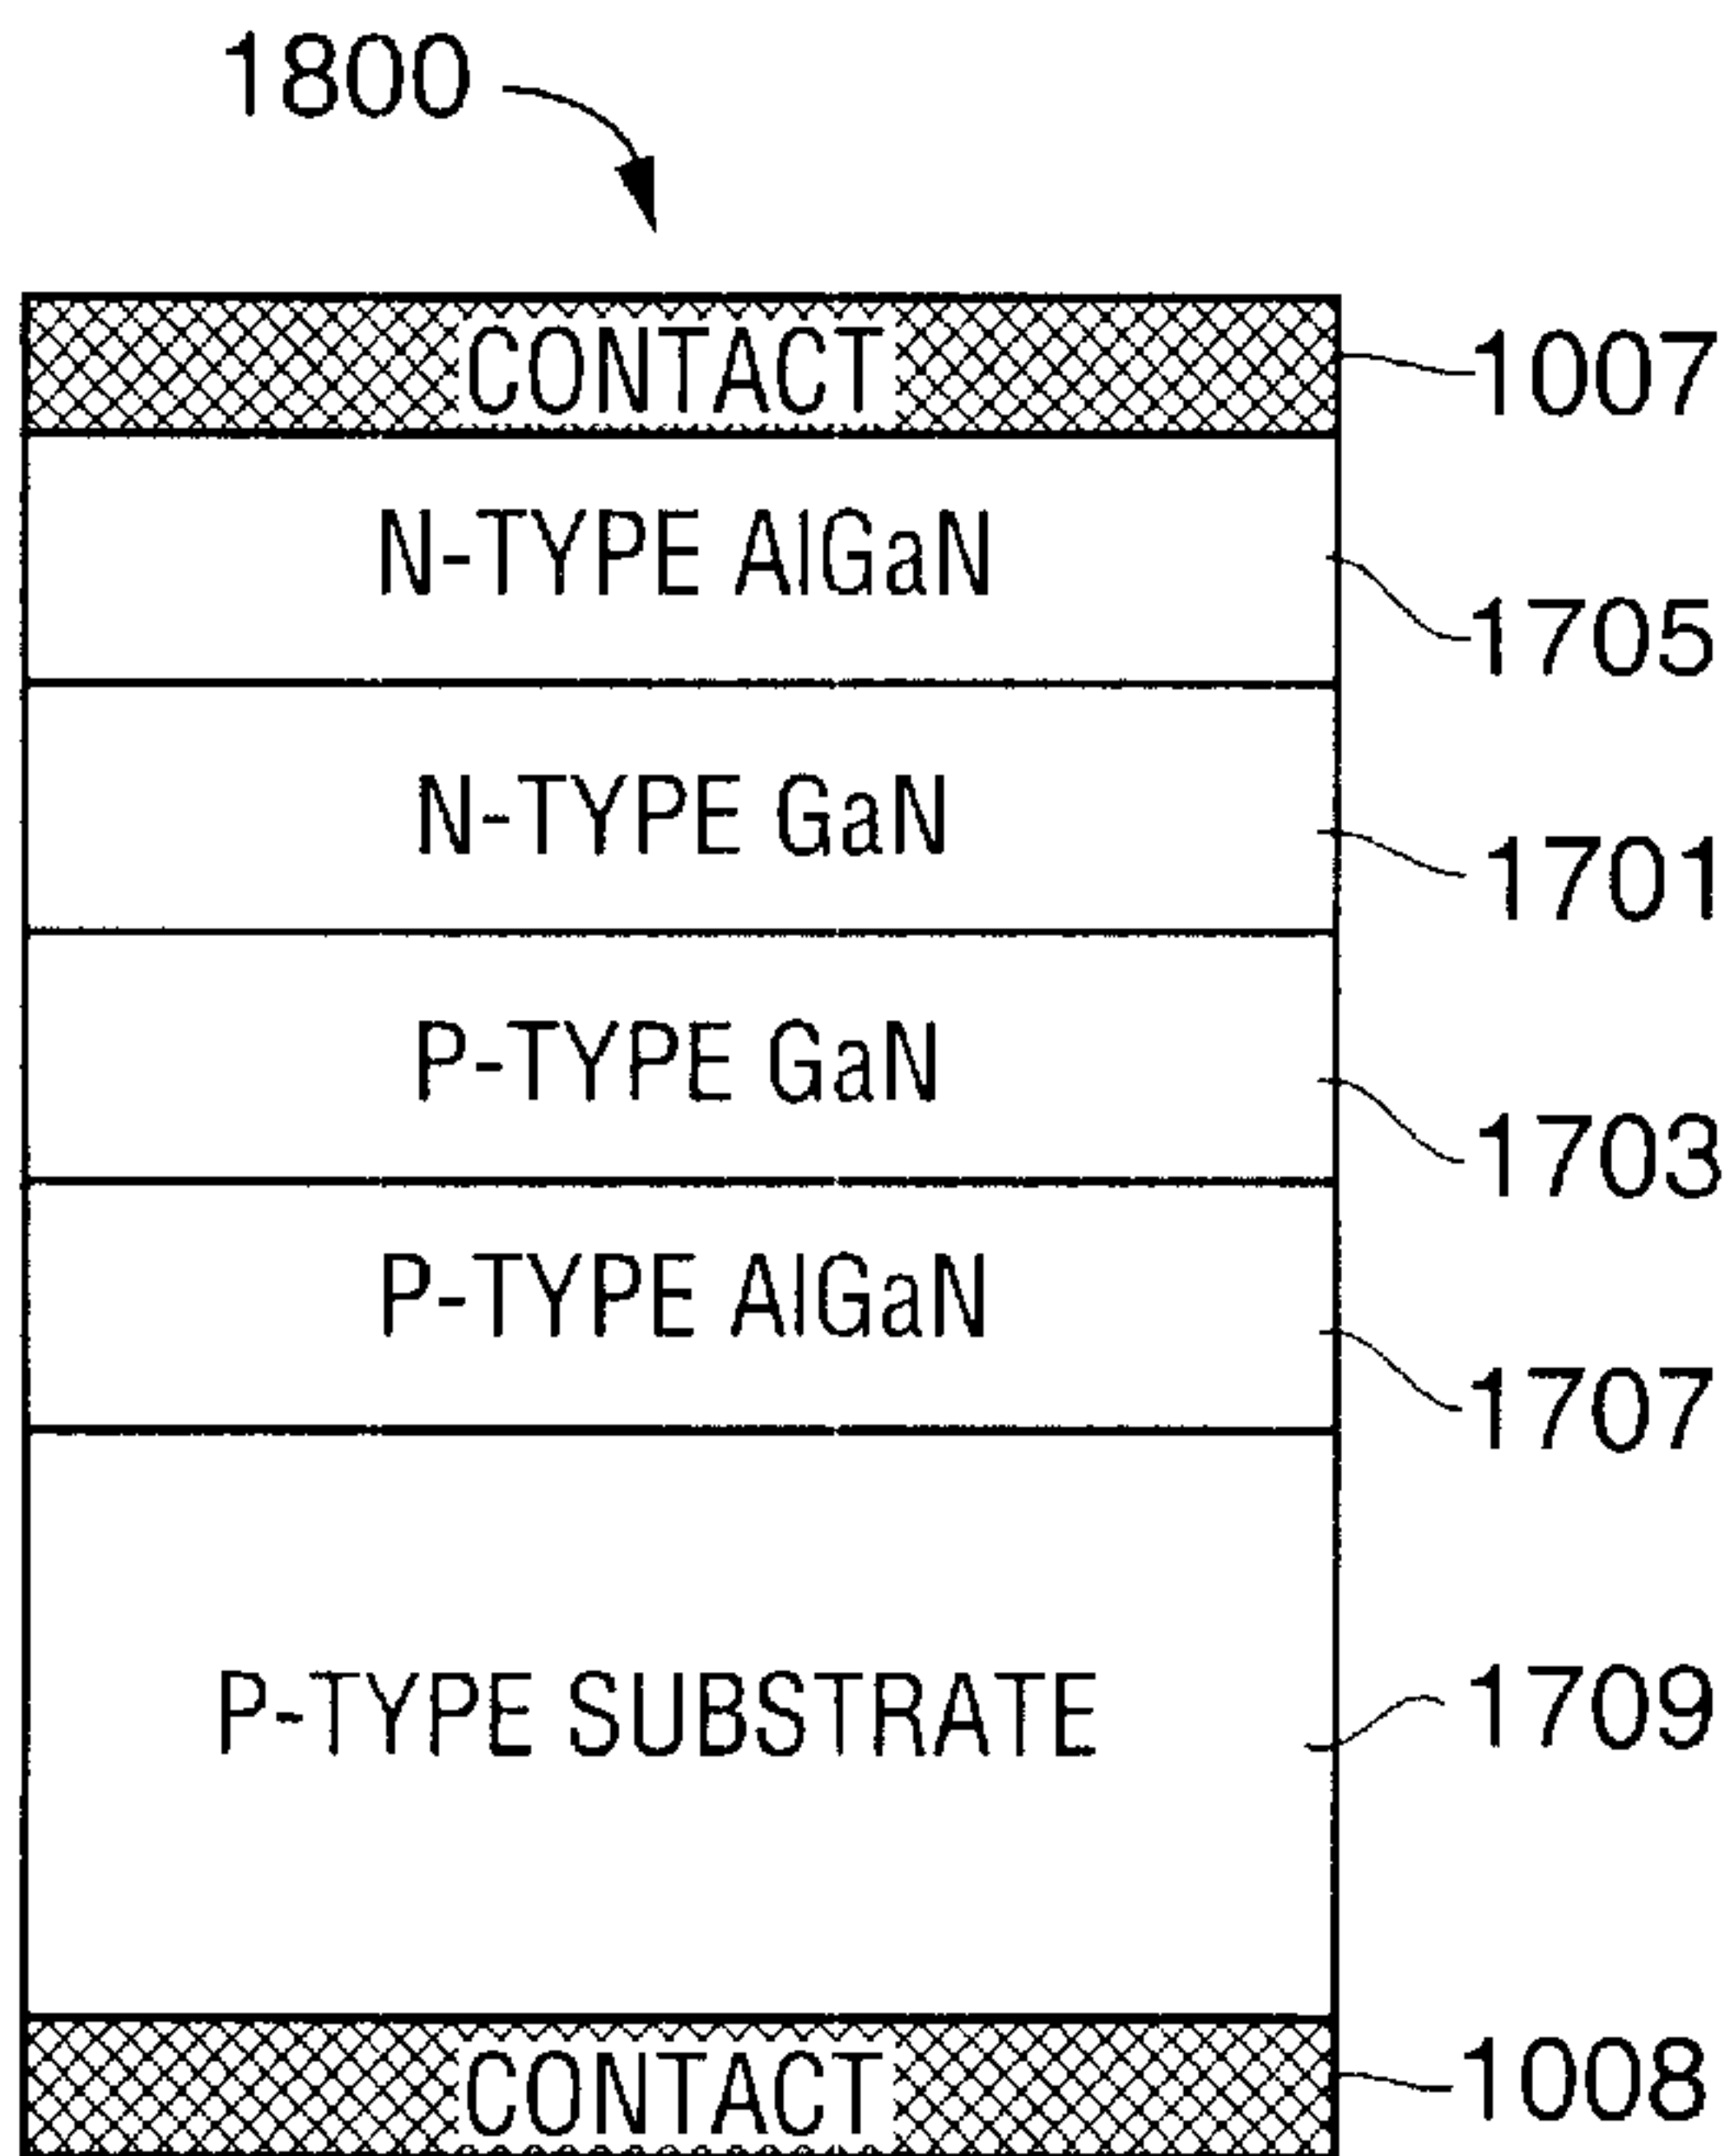 1800
CONTACT 1007
N-TYPE AlGaN 1705
N-TYPE GaN 1701
P-TYPE GaN 1703
P-TYPE AlGaN 1707
P-TYPE SUBSTRATE 1709
CONTACT 1008